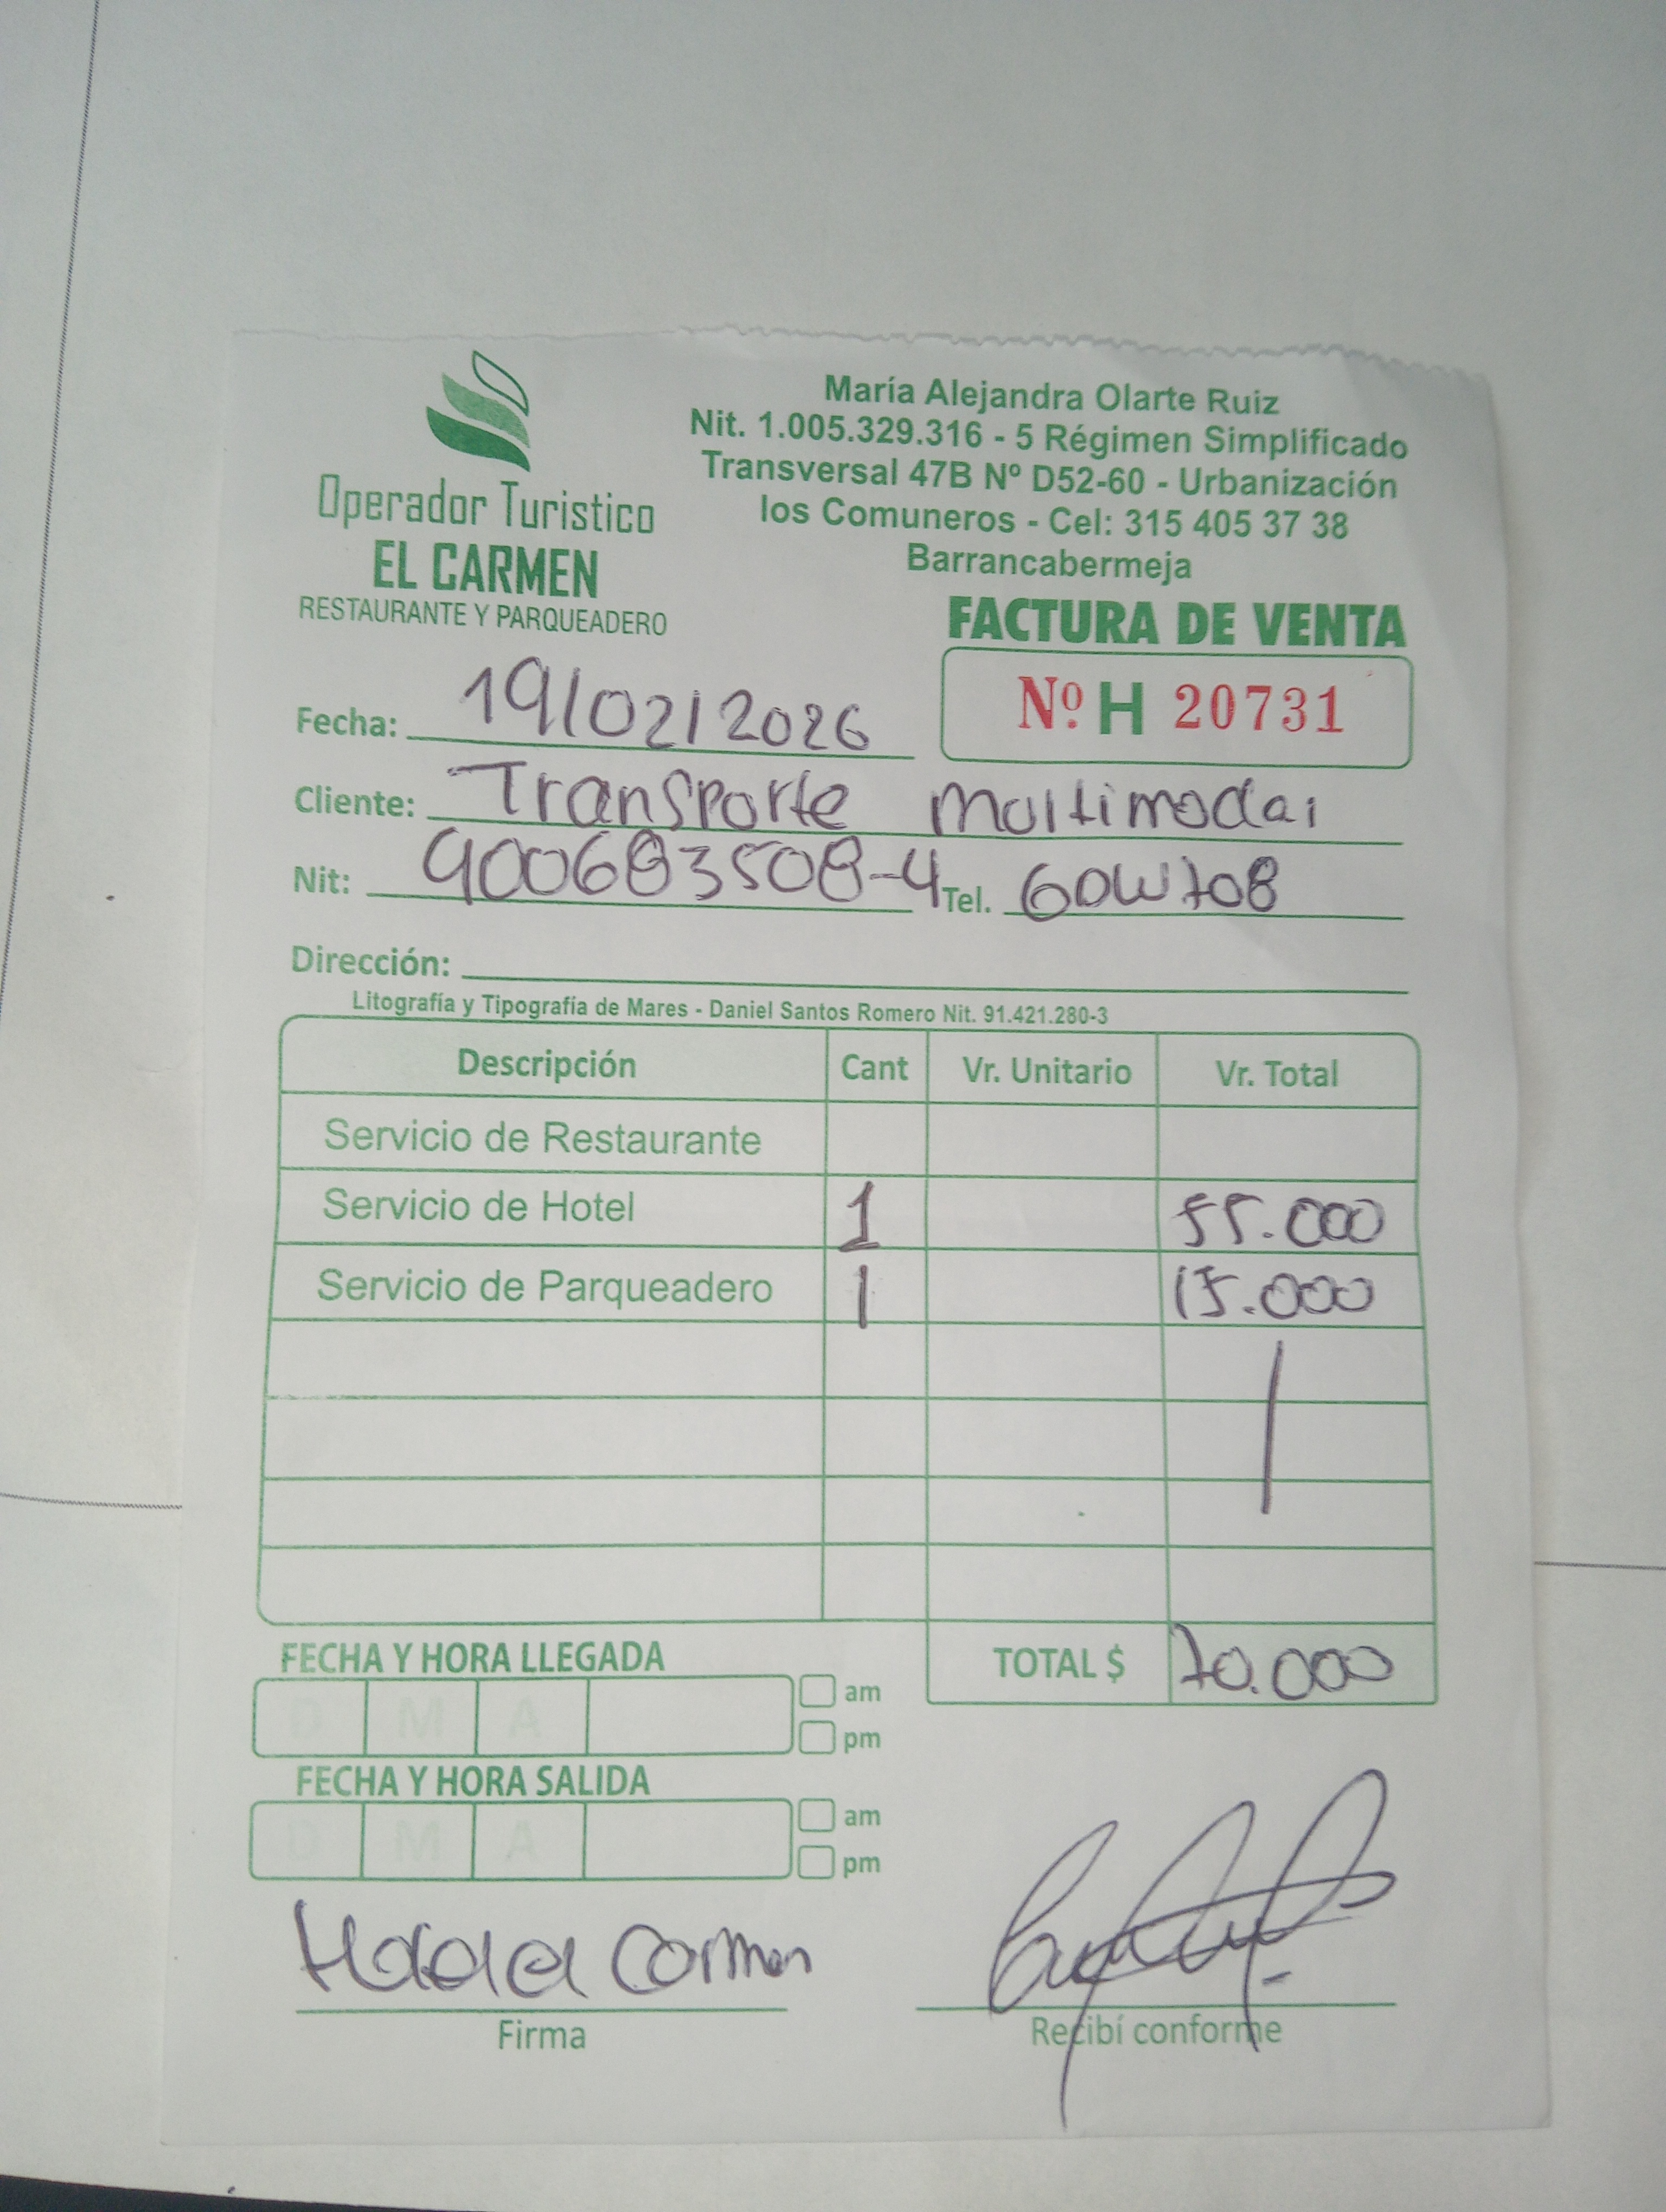 Operador Turistico
EL CARMEN
RESTAURANTE Y PARQUEADERO
María Alejandra Olarte Ruiz
Nit. 1.005.329.316 - 5 Régimen Simplificado
Transversal 47B Nº D52-60 - Urbanización
los Comuneros - Cel: 315 405 37 38
Barrancabermeja
FACTURA DE VENTA
Nº H 20731
Fecha: 19/02/2026
Cliente: Transporte multimodal
Nit: 900683508-4 Tel. GDW708
Dirección:
Litografía y Tipografía de Mares - Daniel Santos Romero Nit. 91.421.280-3
Descripción Cant Vr. Unitario Vr. Total
Servicio de Restaurante
Servicio de Hotel 1 55.000
Servicio de Parqueadero 1 15.000
TOTAL $ 70.000
FECHA Y HORA LLEGADA
D M A am
pm
FECHA Y HORA SALIDA
D M A am
pm
Carmen
Firma
Recibí conforme